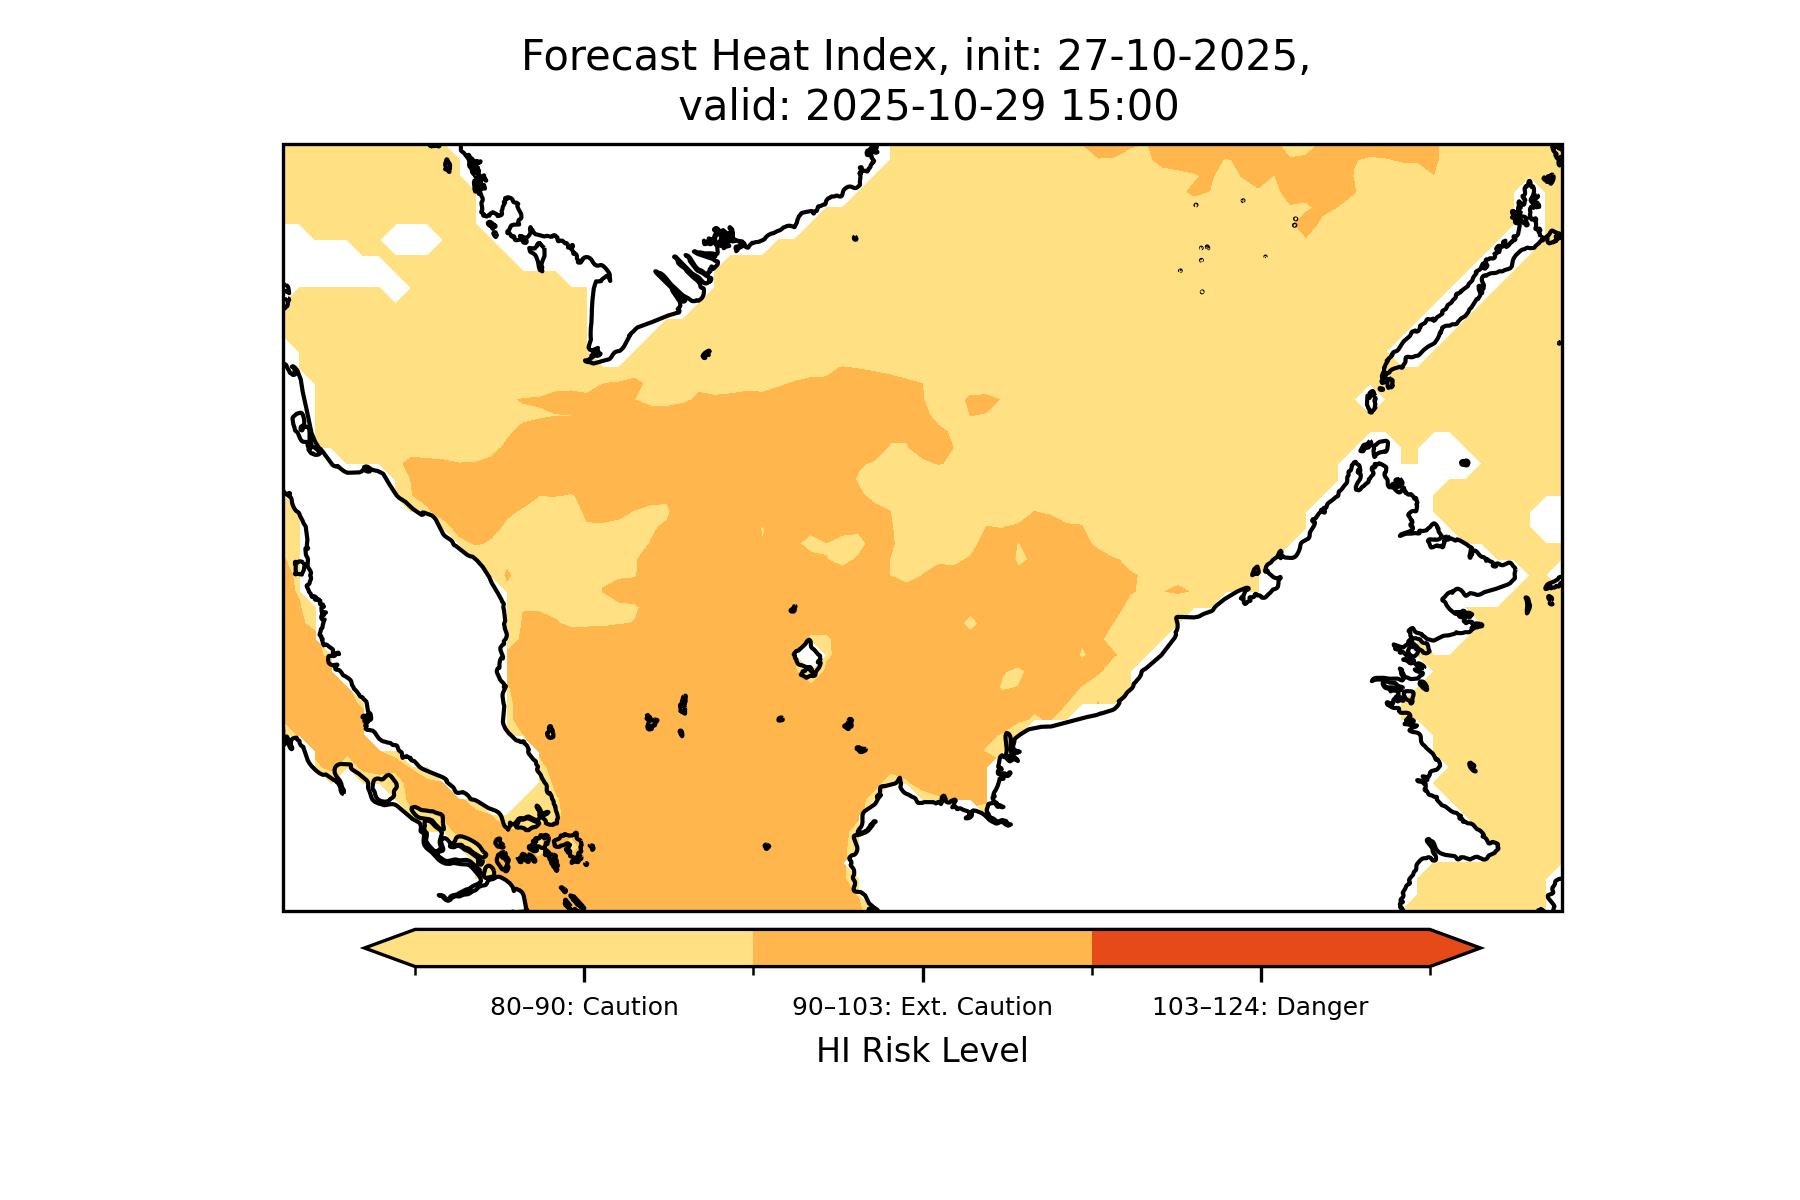 Forecast Heat Index, init: 27-10-2025,
valid: 2025-10-29 15:00
80–90: Caution
90–103: Ext. Caution
103–124: Danger
HI Risk Level